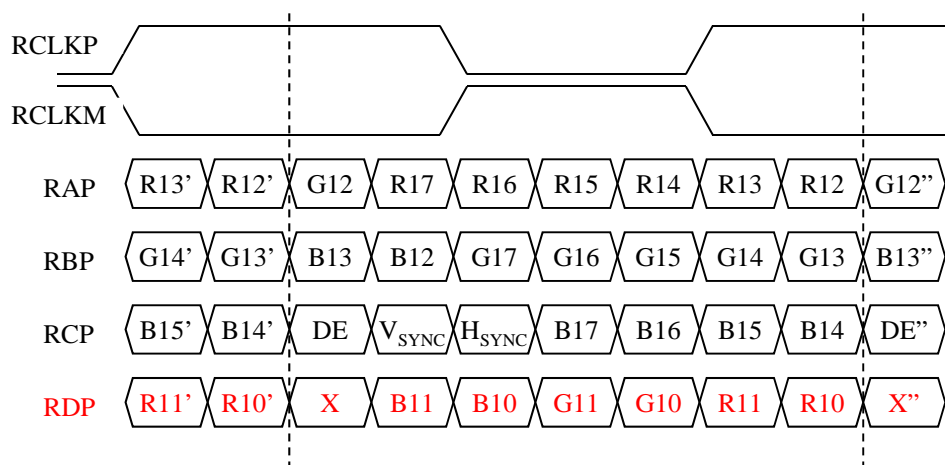 RCLKP
RCLKM
RAP R13’ R12’ G12 R17 R16 R15 R14 R13 R12 G12”
RBP G14’ G13’ B13 B12 G17 G16 G15 G14 G13 B13”
RCP B15’ B14’ DE VSYNC HSYNC B17 B16 B15 B14 DE”
RDP R11’ R10’ X B11 B10 G11 G10 R11 R10 X”